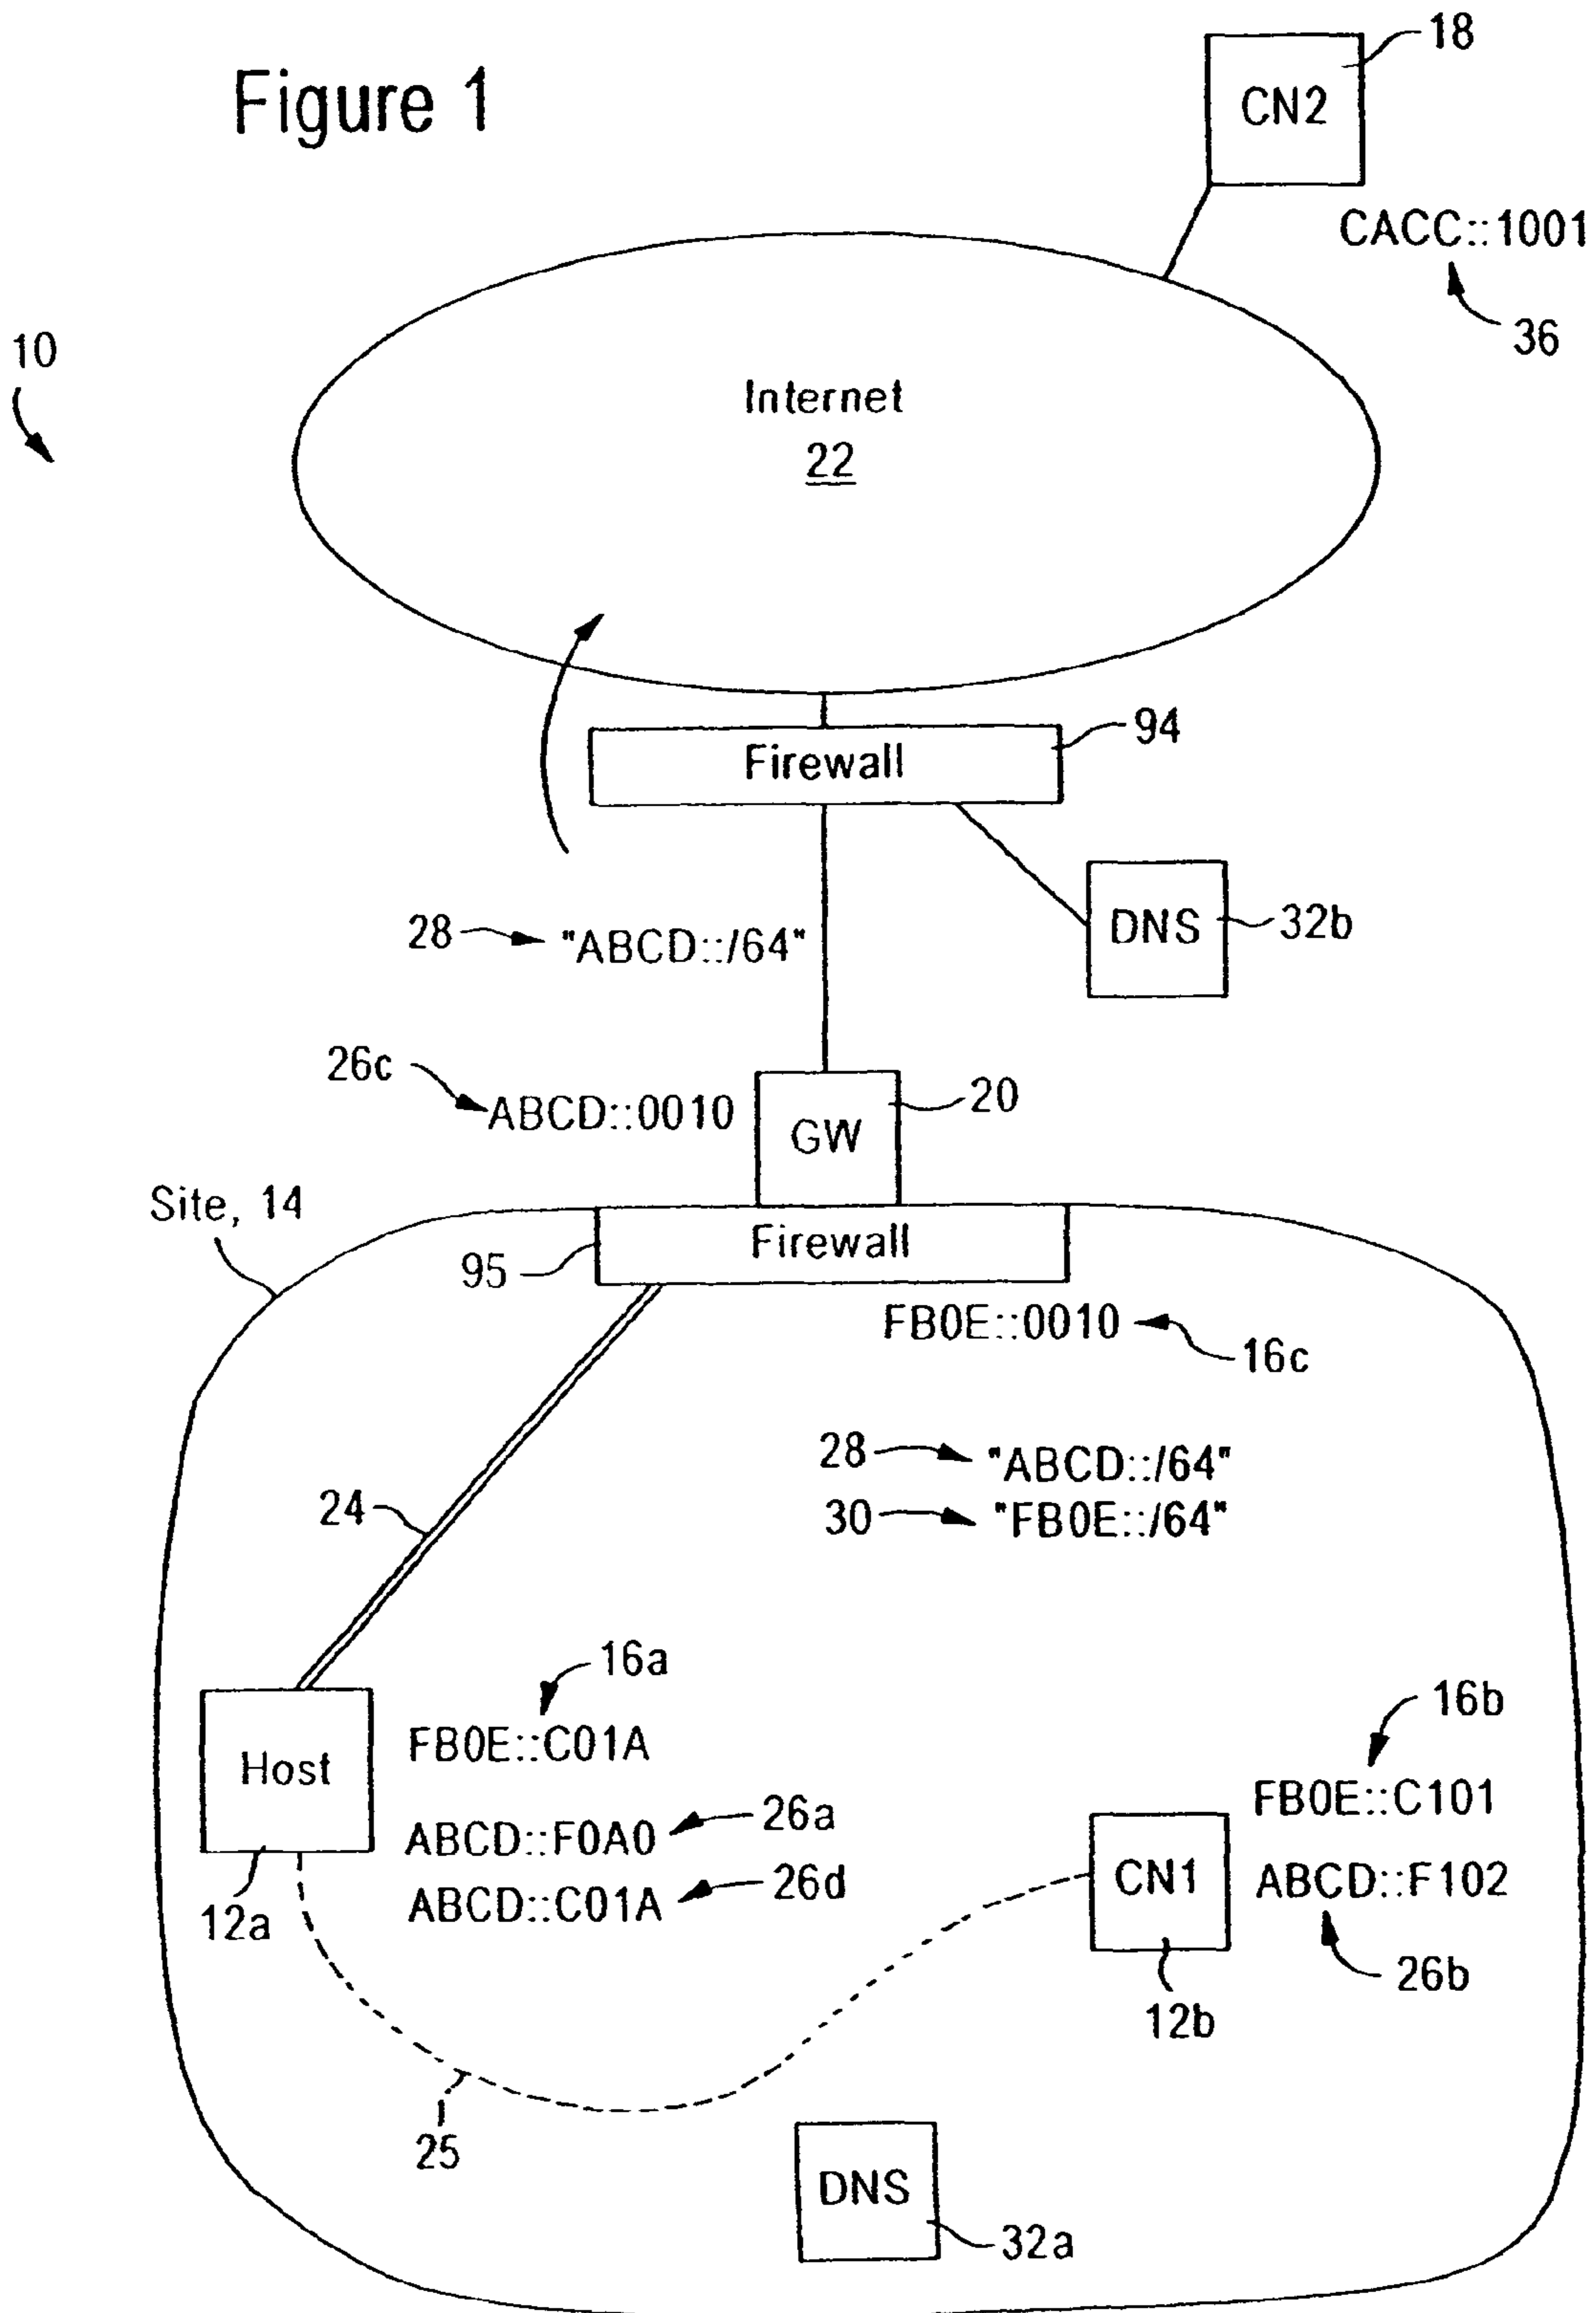 Figure 1
18
CN2
CACC::1001
36
10
Internet
22
94
Firewall
DNS
32b
28
"ABCD::/64"
26c
ABCD::0010
GW
20
Site, 14
Firewall
95
FB0E::0010
16c
28
"ABCD::/64"
30
"FB0E::/64"
24
16a
FB0E::C01A
Host
ABCD::F0A0
26a
ABCD::C01A
26d
12a
16b
FB0E::C101
CN1
ABCD::F102
26b
12b
25
DNS
32a